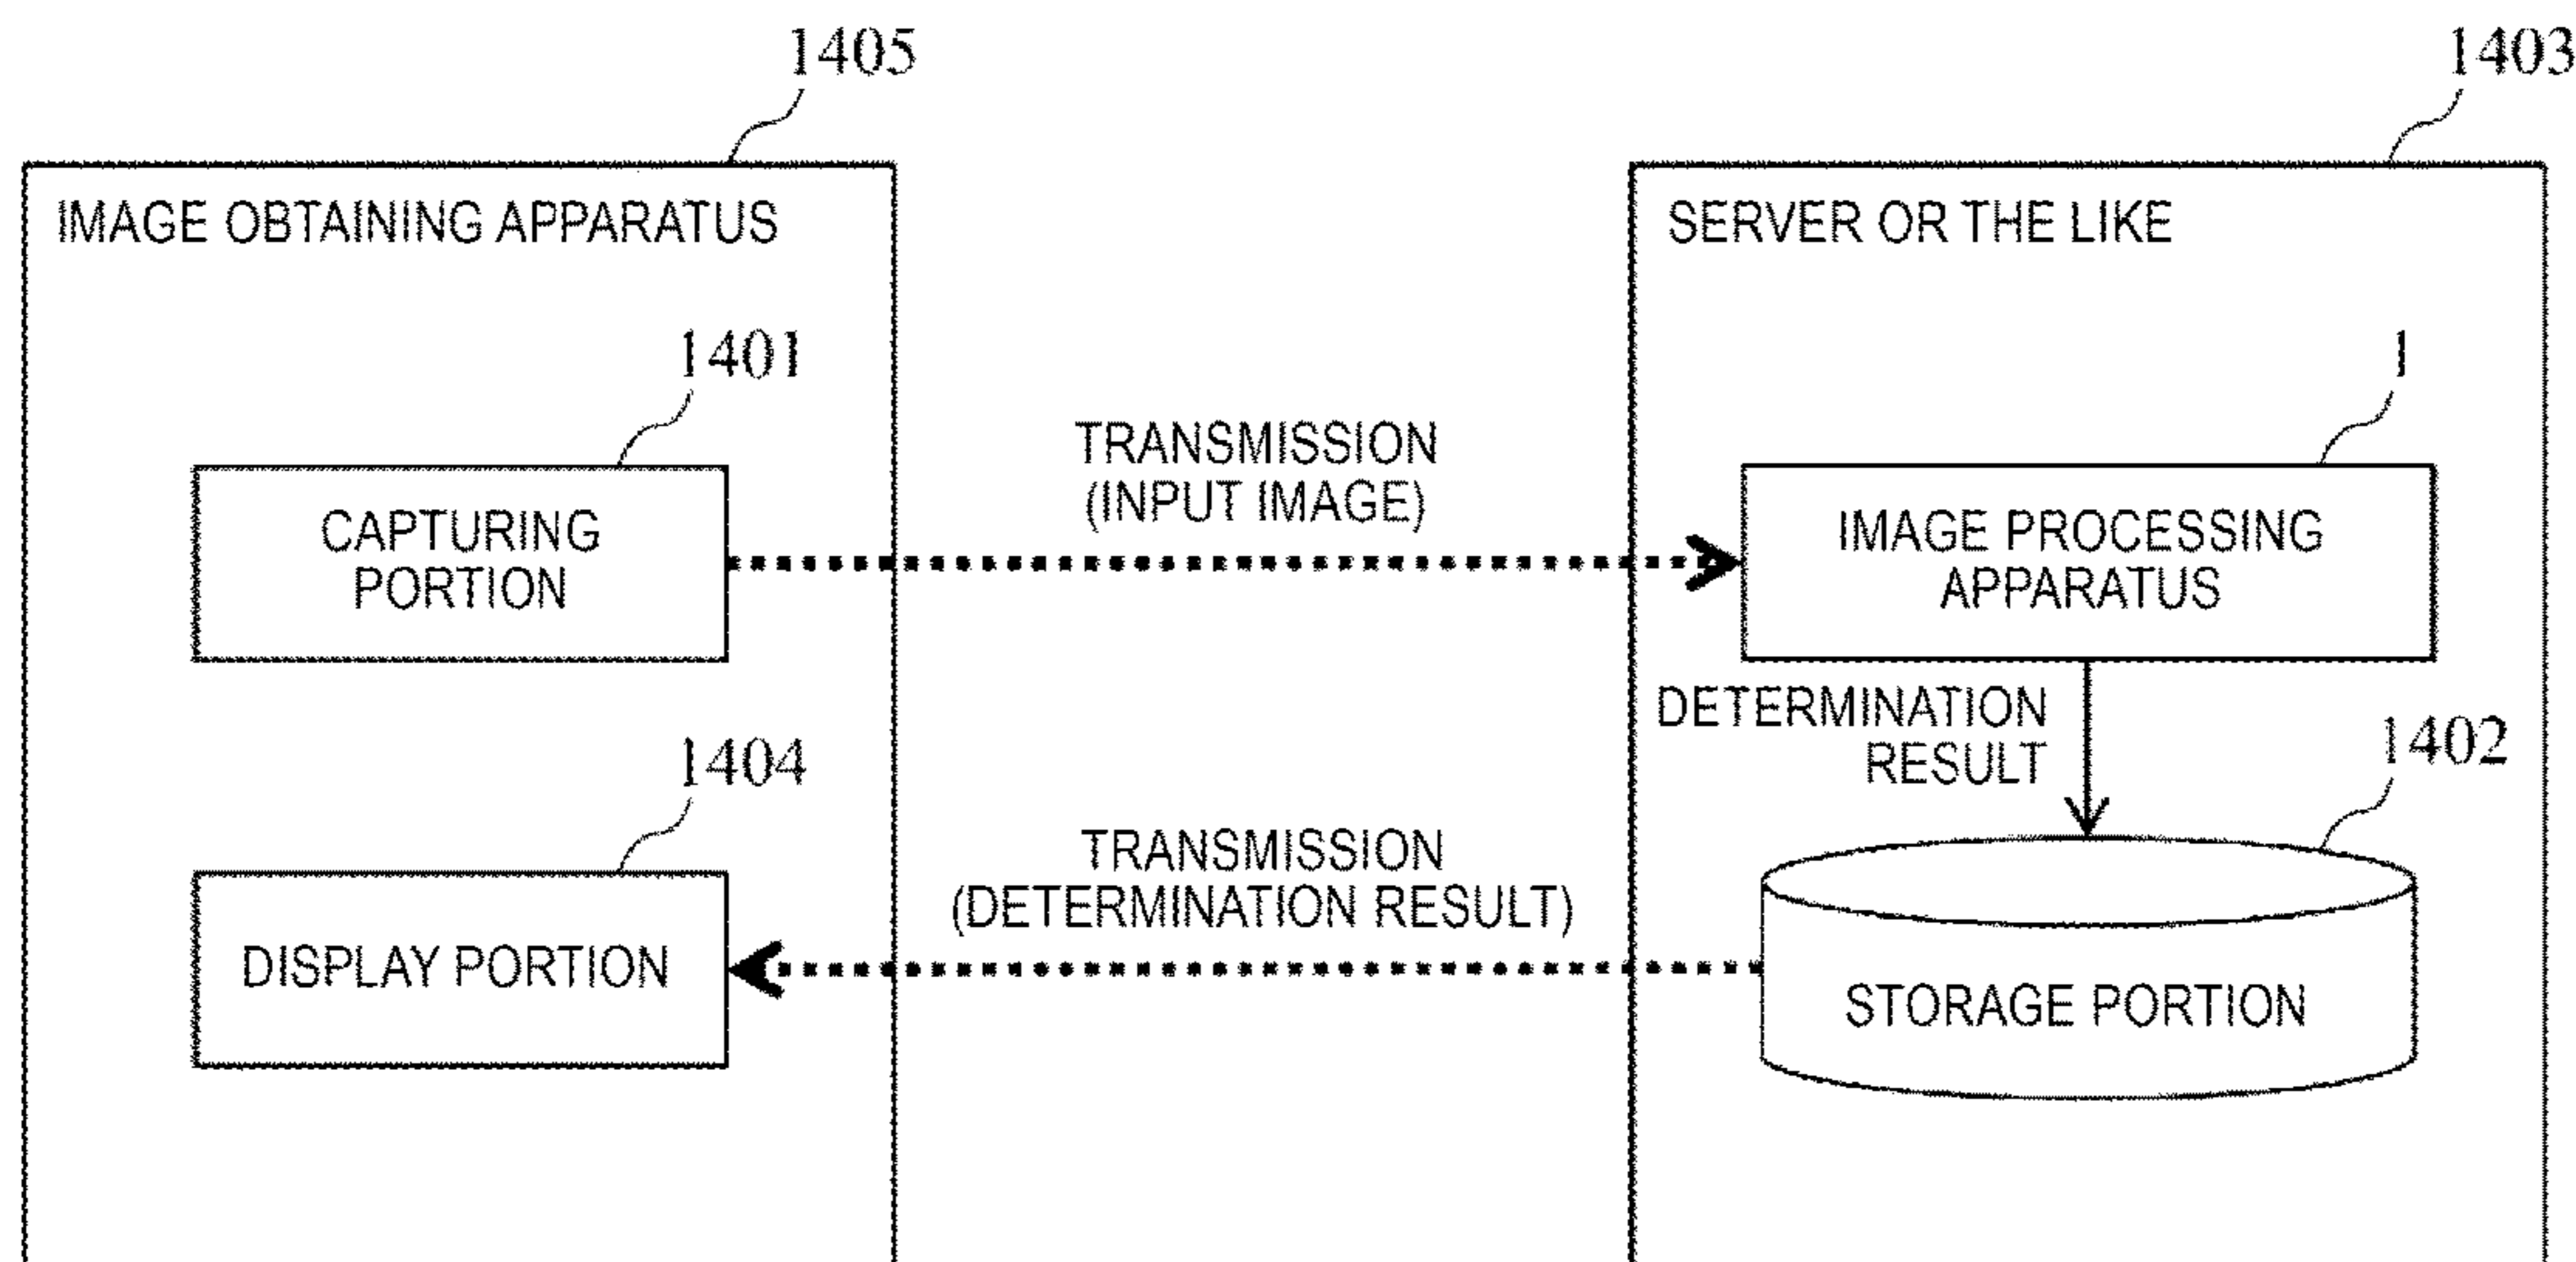 1405
1403
IMAGE OBTAINING APPARATUS
SERVER OR THE LIKE
1401
1
CAPTURING
PORTION
TRANSMISSION
(INPUT IMAGE)
IMAGE PROCESSING
APPARATUS
DETERMINATION
RESULT
1404
1402
DISPLAY PORTION
TRANSMISSION
(DETERMINATION RESULT)
STORAGE PORTION